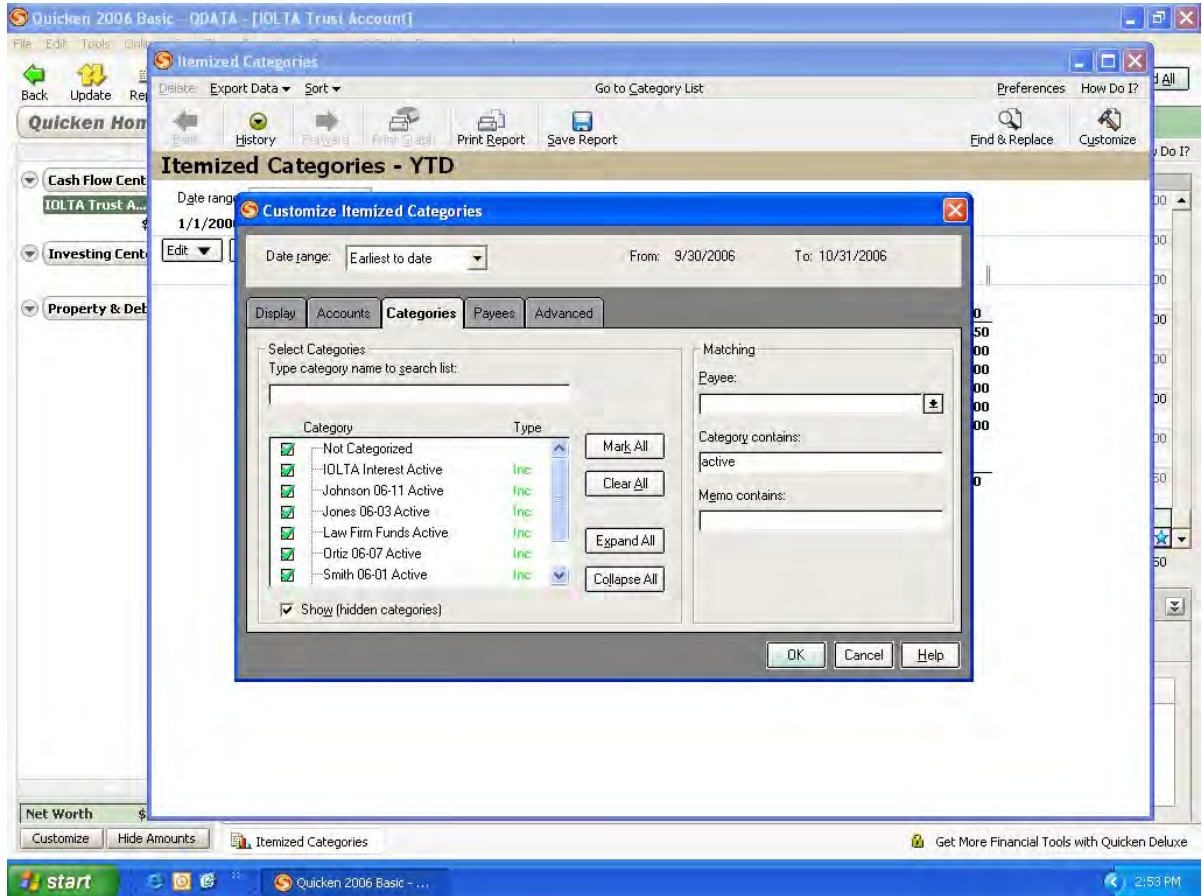 Quicken 2006 Basic - QDATA - [IOLTA Trust Account]
File Edit Tools
Itemized Categories
Delete Export Data Sort Go to Category List Preferences How Do I?
Back Update
Back History Forward Print Graph Print Report Save Report Find & Replace Customize
Quicken
Itemized Categories - YTD
Date range
Customize Itemized Categories
Date range: Earliest to date From: 9/30/2006 To: 10/31/2006
Display Accounts Categories Payees Advanced
Select Categories
Type category name to search list:
Category Type
Not Categorized
IOLTA Interest Active Inc
Johnson 06-11 Active Inc
Jones 06-03 Active Inc
Law Firm Funds Active Inc
Ortiz 06-07 Active Inc
Smith 06-01 Active Inc
Mark All
Clear All
Expand All
Collapse All
Show (hidden categories)
Matching
Payee:
Category contains:
active
Memo contains:
OK Cancel Help
Cash Flow Cent
IOLTA Trust A...
$
1/1/200
Edit
Investing Cent
Property & Deb
Net Worth $
Customize Hide Amounts Itemized Categories Get More Financial Tools with Quicken Deluxe
start Quicken 2006 Basic - ... 2:53 PM